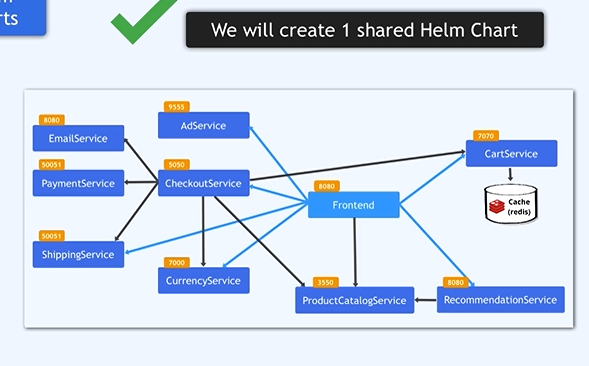 rts
We will create 1 shared Helm Chart
8080
EmailService
9555
AdService
7070
CartService
50051
PaymentService
5050
CheckoutService
8080
Frontend
Cache
(redis)
50051
ShippingService
7000
CurrencyService
3550
ProductCatalogService
8080
RecommendationService